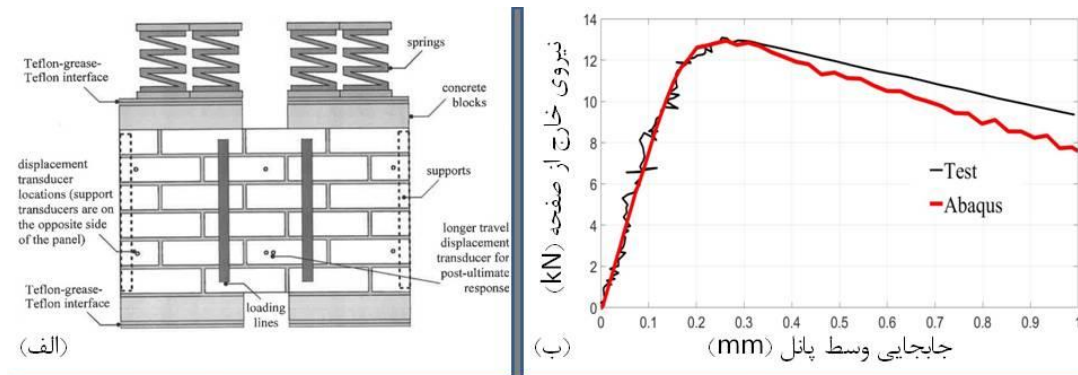 springs
Teflon-grease-
Teflon interface
concrete
blocks
displacement
transducer
locations (support
transducers are on
the opposite side
of the panel)
supports
longer travel
displacement
transducer for
post-ultimate
response
Teflon-grease-
Teflon interface
loading
lines
(الف)
نیروی خارج از صفحه (kN)
14
12
10
8
6
4
2
0
Test
Abaqus
0 0.1 0.2 0.3 0.4 0.5 0.6 0.7 0.8 0.9 1
جابجایی وسط پانل (mm)
(ب)